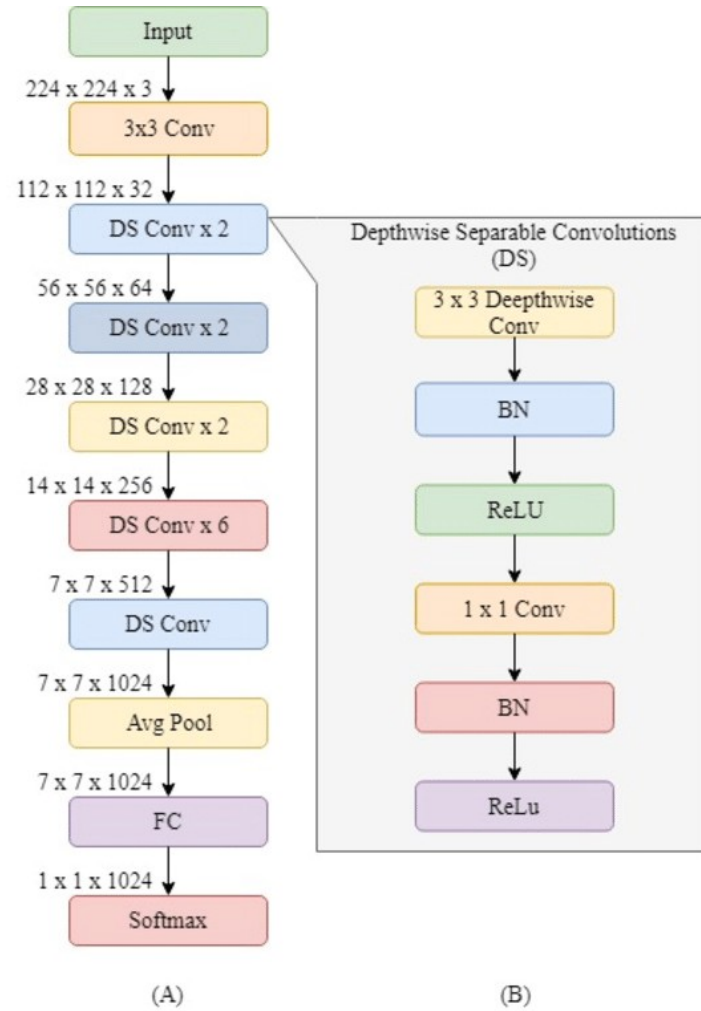 Input
224 x 224 x 3
3x3 Conv
112 x 112 x 32
DS Conv x 2
56 x 56 x 64
DS Conv x 2
28 x 28 x 128
DS Conv x 2
14 x 14 x 256
DS Conv x 6
7 x 7 x 512
DS Conv
7 x 7 x 1024
Avg Pool
7 x 7 x 1024
FC
1 x 1 x 1024
Softmax
(A)
Depthwise Separable Convolutions
(DS)
3 x 3 Deepthwise
Conv
BN
ReLU
1 x 1 Conv
BN
ReLu
(B)